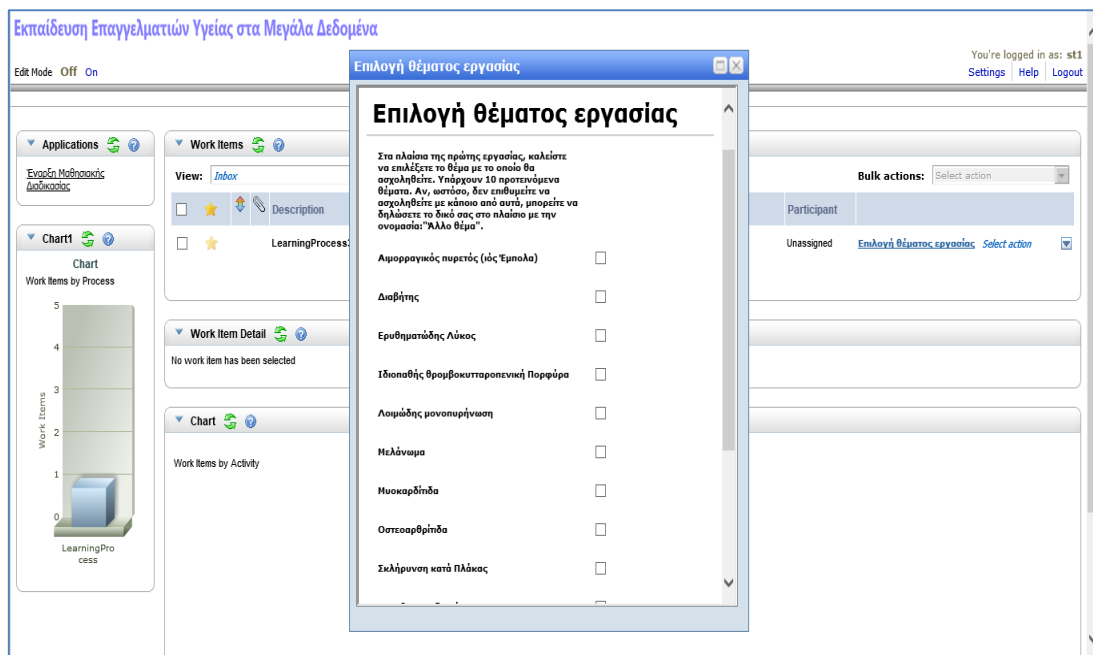 Εκπαίδευση Επαγγελματιών Υγείας στα Μεγάλα Δεδομένα
You're logged in as: st1
Edit Mode Off On
Settings Help Logout
Applications
Έναρξη Μαθησιακής
Διαδικασίας
Chart1
Chart
Work Items by Process
5
4
3
2
1
0
Work Items
LearningPro
cess
Work Items
View: Inbox
Bulk actions: Select action
Description
Participant
LearningProcess
Unassigned Επιλογή θέματος εργασίας Select action
Work Item Detail
No work item has been selected
Chart
Work Items by Activity
Επιλογή θέματος εργασίας
Επιλογή θέματος εργασίας
Στα πλαίσια της πρώτης εργασίας, καλείστε
να επιλέξετε το θέμα με το οποίο θα
ασχοληθείτε. Υπάρχουν 10 προτεινόμενα
θέματα. Αν, ωστόσο, δεν επιθυμείτε να
ασχοληθείτε με κάποιο από αυτά, μπορείτε να
δηλώσετε το δικό σας στο πλαίσιο με την
ονομασία:"Άλλο θέμα".
Αιμορραγικός πυρετός (ιός Έμπολα)
Διαβήτης
Ερυθηματώδης Λύκος
Ιδιοπαθής θρομβοκυτταροπενική Πορφύρα
Λοιμώδης μονοπυρήνωση
Μελάνωμα
Μυοκαρδίτιδα
Οστεοαρθρίτιδα
Σκλήρυνση κατά Πλάκας